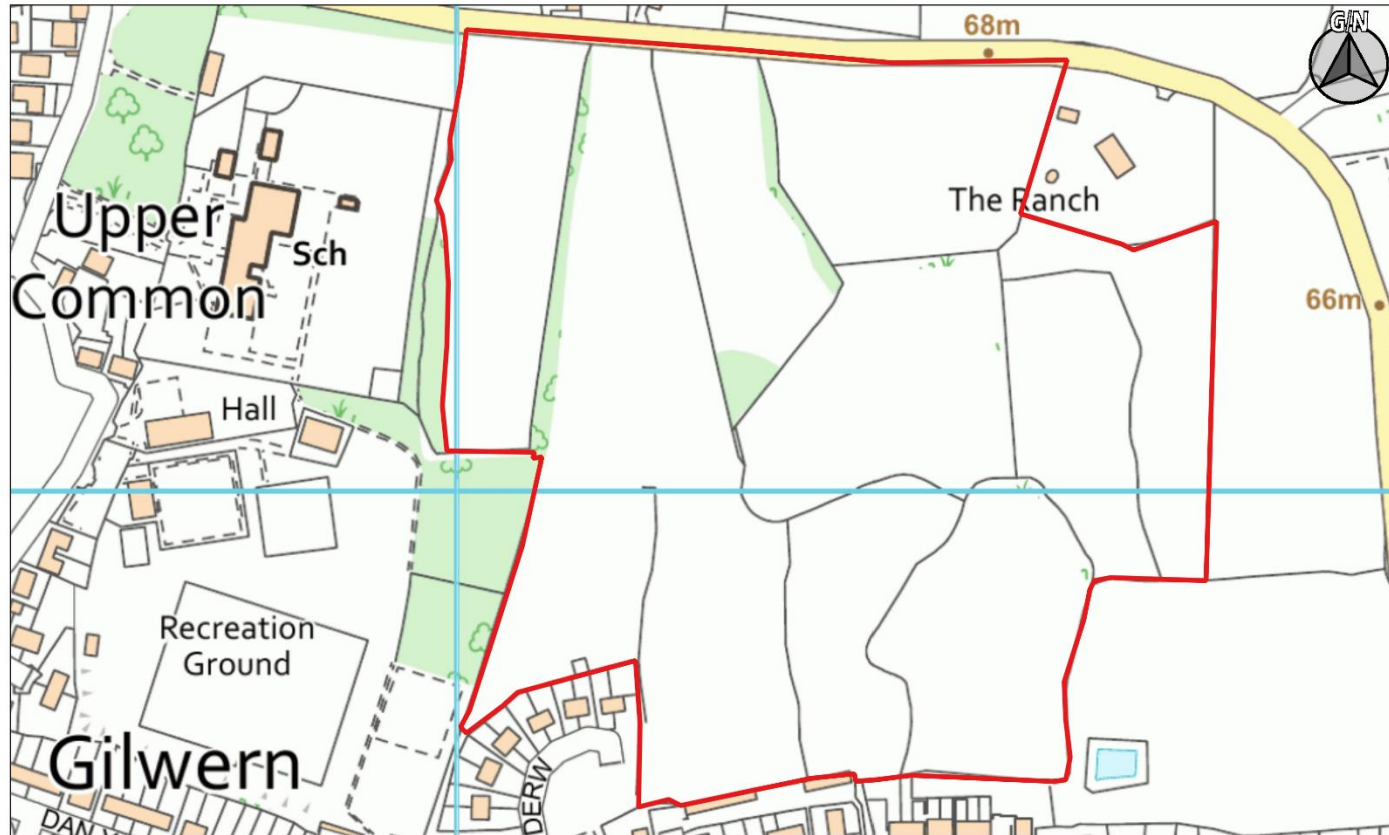 68m
G/N
The Ranch
Upper
Common
Sch
66m
Hall
Recreation
Ground
Gilwern
DERW